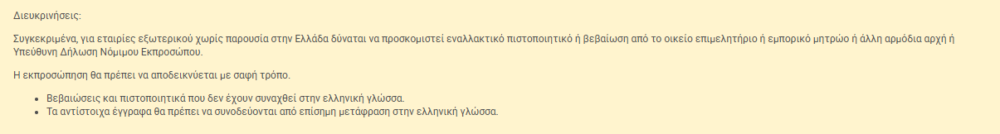 Διευκρινήσεις:
Συγκεκριμένα, για εταιρίες εξωτερικού χωρίς παρουσία στην Ελλάδα δύναται να προσκομιστεί εναλλακτικό πιστοποιητικό ή βεβαίωση από το οικείο επιμελητήριο ή εμπορικό μητρώο ή άλλη αρμόδια αρχή ή
Υπεύθυνη Δήλωση Νόμιμου Εκπροσώπου.
Η εκπροσώπηση θα πρέπει να αποδεικνύεται με σαφή τρόπο.
• Βεβαιώσεις και πιστοποιητικά που δεν έχουν συναχθεί στην ελληνική γλώσσα.
• Τα αντίστοιχα έγγραφα θα πρέπει να συνοδεύονται από επίσημη μετάφραση στην ελληνική γλώσσα.